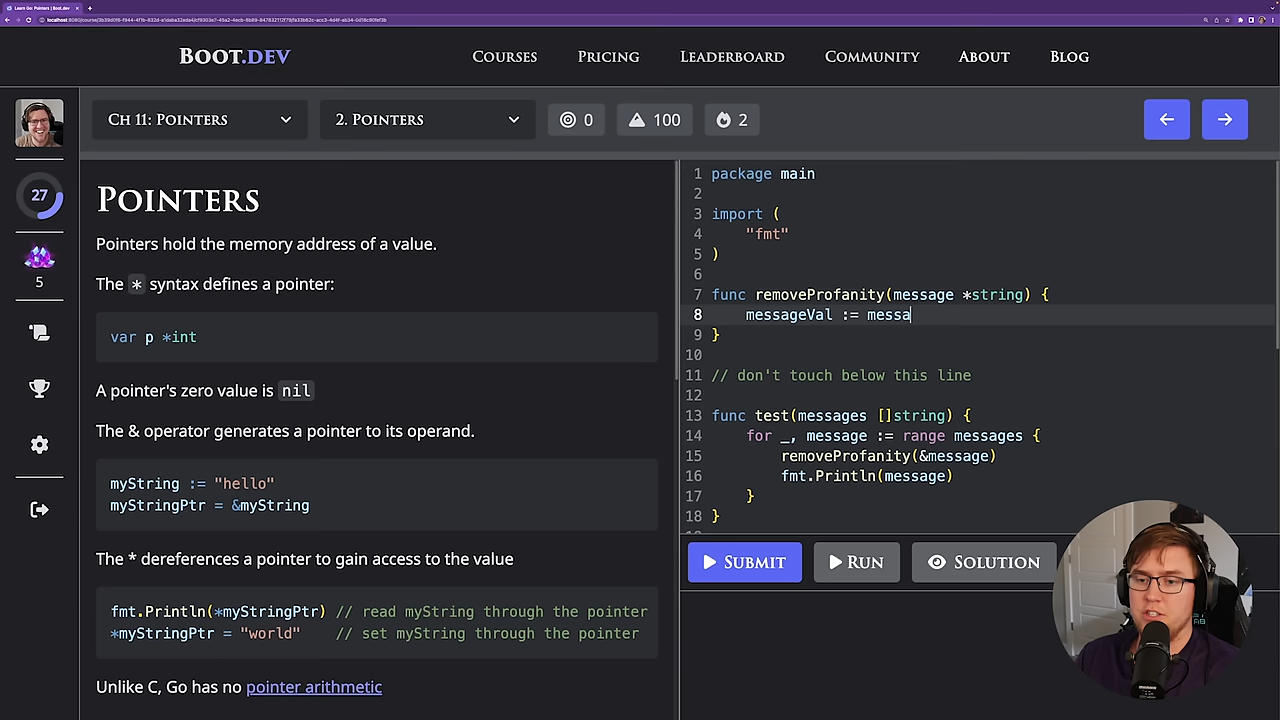 Learn Go: Pointers | Boot.dev
BOOT.DEV
COURSES
PRICING
LEADERBOARD
COMMUNITY
ABOUT
BLOG
CH 11: POINTERS
2. POINTERS
0
100
2
27
5
POINTERS
Pointers hold the memory address of a value.
The * syntax defines a pointer:
var p *int
A pointer's zero value is nil
The & operator generates a pointer to its operand.
myString := "hello"
myStringPtr = &myString
The * dereferences a pointer to gain access to the value
fmt.Println(*myStringPtr) // read myString through the pointer
*myStringPtr = "world" // set myString through the pointer
Unlike C, Go has no pointer arithmetic
1 package main
2
3 import (
4 "fmt"
5 )
6
7 func removeProfanity(message *string) {
8 messageVal := messa
9 }
10
11 // don't touch below this line
12
13 func test(messages []string) {
14 for _, message := range messages {
15 removeProfanity(&message)
16 fmt.Println(message)
17 }
18 }
SUBMIT
RUN
SOLUTION